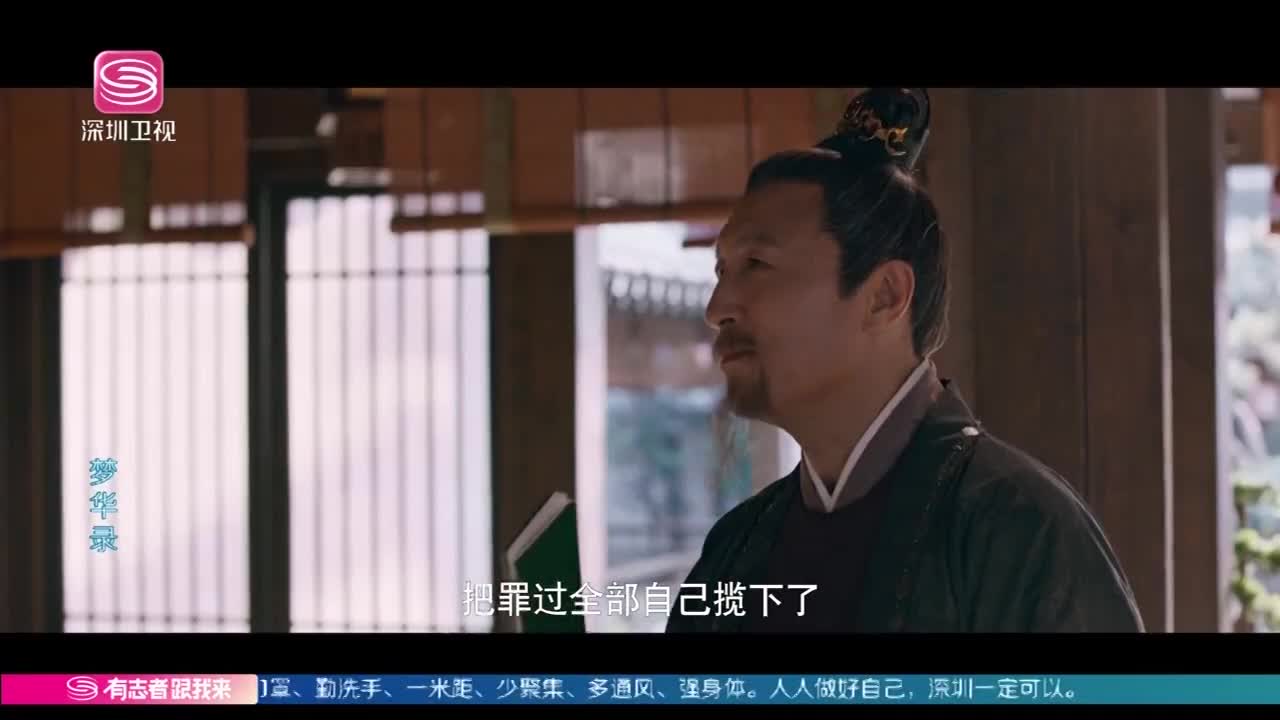 深圳卫视
梦华录
把罪过全部自己揽下了
有志者跟我来
罩、勤洗手、一米距、少聚集、多通风、强身体。人人做好自己，深圳一定可以。